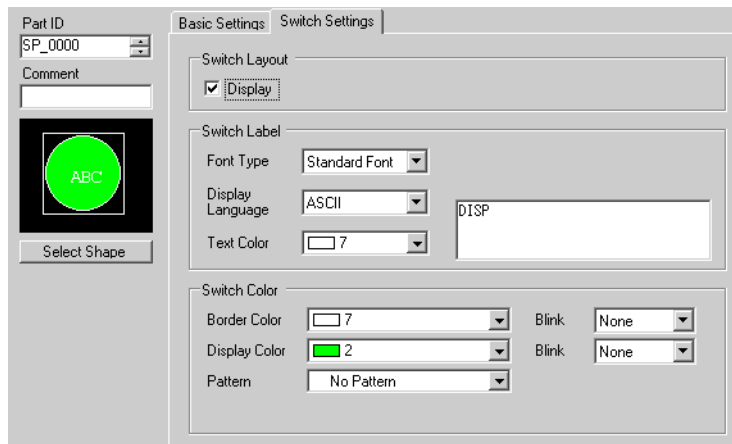 Part ID
SP_0000
Comment
ABC
Select Shape
Basic Settings Switch Settings
Switch Layout
Display
Switch Label
Font Type Standard Font
Display Language ASCII
Text Color 7
DISP
Switch Color
Border Color 7 Blink None
Display Color 2 Blink None
Pattern No Pattern